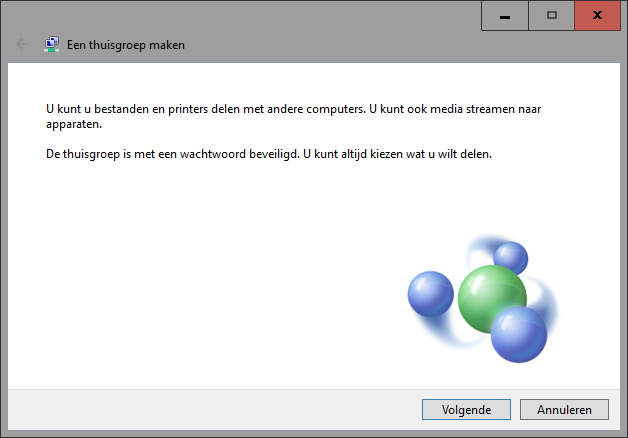 Een thuisgroep maken
U kunt u bestanden en printers delen met andere computers. U kunt ook media streamen naar
apparaten.
De thuisgroep is met een wachtwoord beveiligd. U kunt altijd kiezen wat u wilt delen.
Volgende
Annuleren